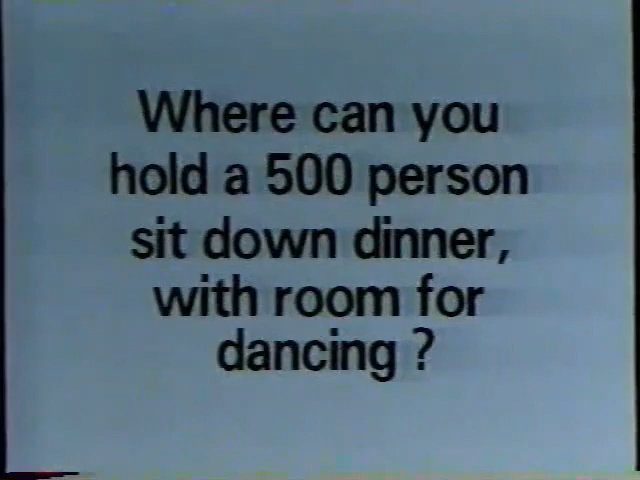 Where can you
hold a 500 person
sit down dinner,
with room for
dancing ?